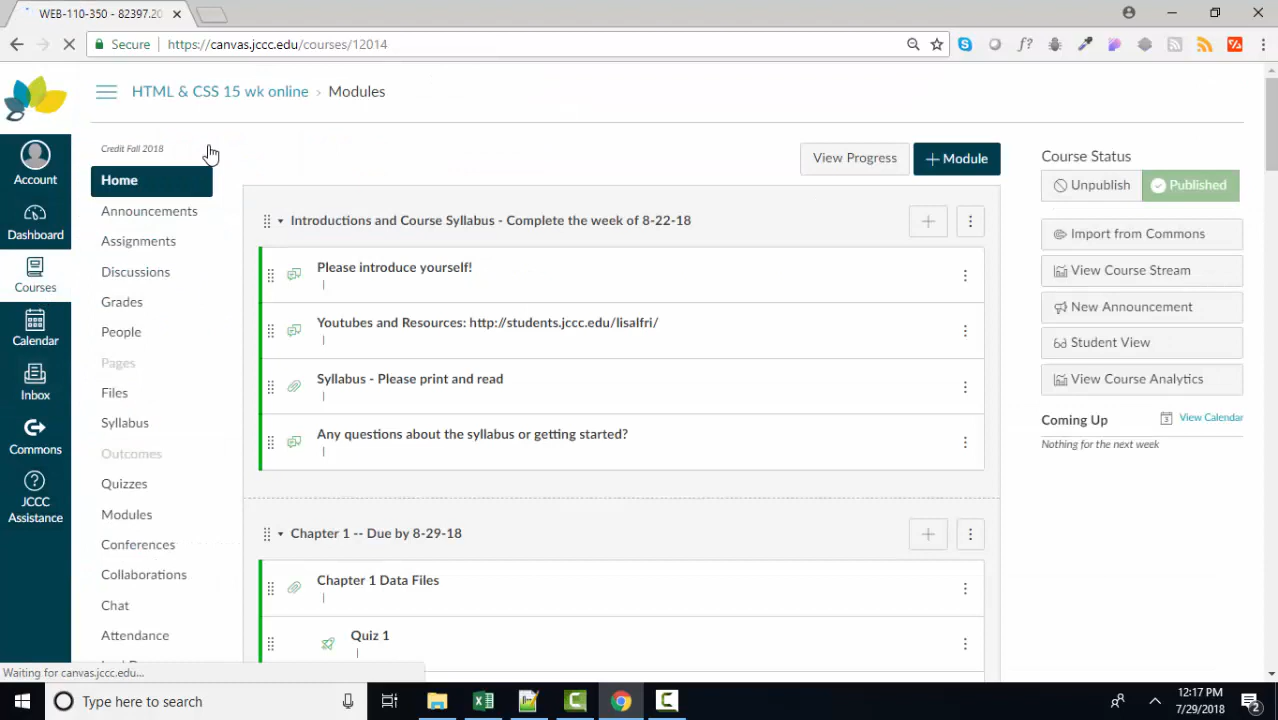 WEB-110-350 - 82397.20
Secure
https://canvas.jccc.edu/courses/12014
f?
HTML & CSS 15 wk online › Modules
Account
Dashboard
Courses
Calendar
Inbox
Commons
JCCC
Assistance
Credit Fall 2018
Home
Announcements
Assignments
Discussions
Grades
People
Pages
Files
Syllabus
Outcomes
Quizzes
Modules
Conferences
Collaborations
Chat
Attendance
View Progress
+ Module
Introductions and Course Syllabus - Complete the week of 8-22-18
Please introduce yourself!
Youtubes and Resources: http://students.jccc.edu/lisalfri/
Syllabus - Please print and read
Any questions about the syllabus or getting started?
Chapter 1 -- Due by 8-29-18
Chapter 1 Data Files
Quiz 1
Course Status
Unpublish
Published
Import from Commons
View Course Stream
New Announcement
Student View
View Course Analytics
Coming Up
View Calendar
Nothing for the next week
Waiting for canvas.jccc.edu...
Type here to search
12:17 PM
7/29/2018
2